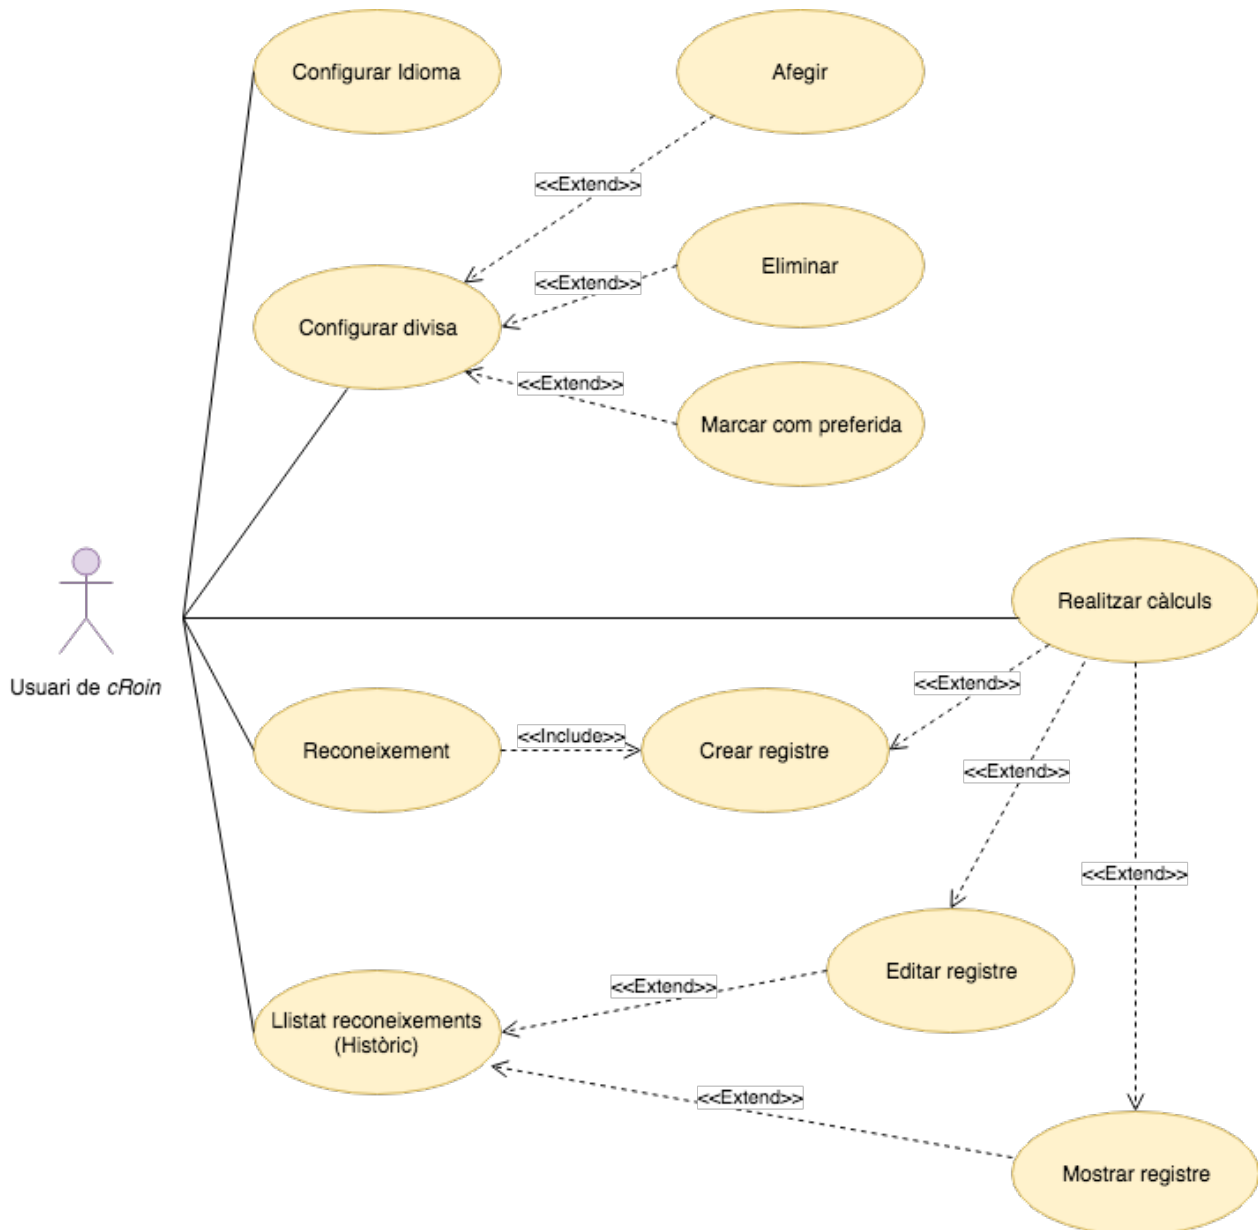 Configurar Idioma
Afegir
<<Extend>>
Eliminar
<<Extend>>
Configurar divisa
<<Extend>>
Marcar com preferida
Realitzar càlculs
Usuari de cRoin
<<Extend>>
Reconeixement
<<Include>>
Crear registre
<<Extend>>
<<Extend>>
Editar registre
<<Extend>>
Llistat reconeixements
(Històric)
<<Extend>>
Mostrar registre